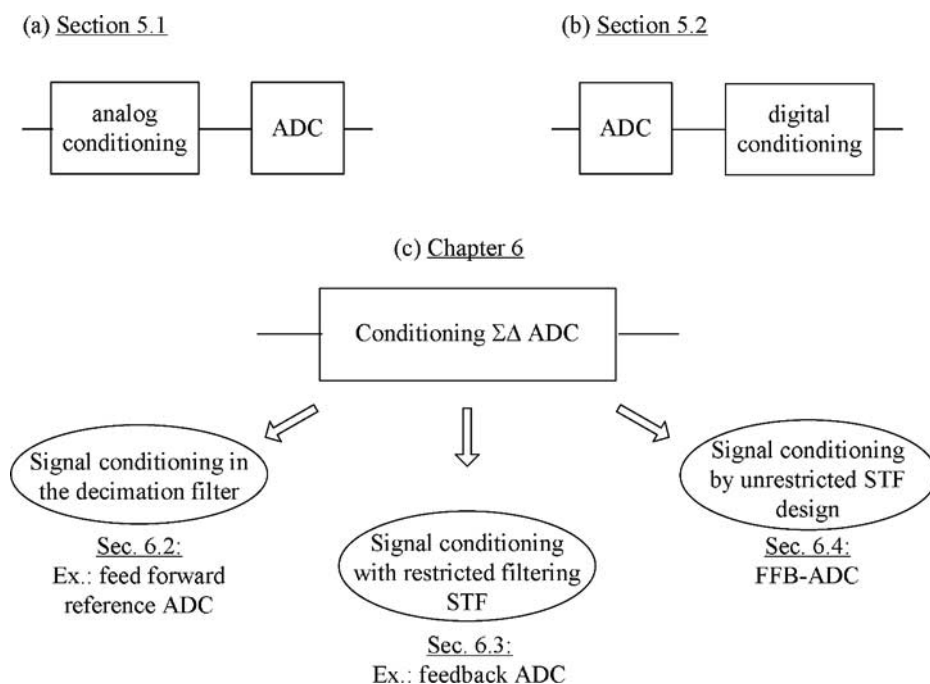 (a) Section 5.1
analog
conditioning
ADC
(b) Section 5.2
ADC
digital
conditioning
(c) Chapter 6
Conditioning ΣΔ ADC
Signal conditioning in
the decimation filter
Sec. 6.2:
Ex.: feed forward
reference ADC
Signal conditioning
with restricted filtering
STF
Sec. 6.3:
Ex.: feedback ADC
Signal conditioning
by unrestricted STF
design
Sec. 6.4:
FFB-ADC